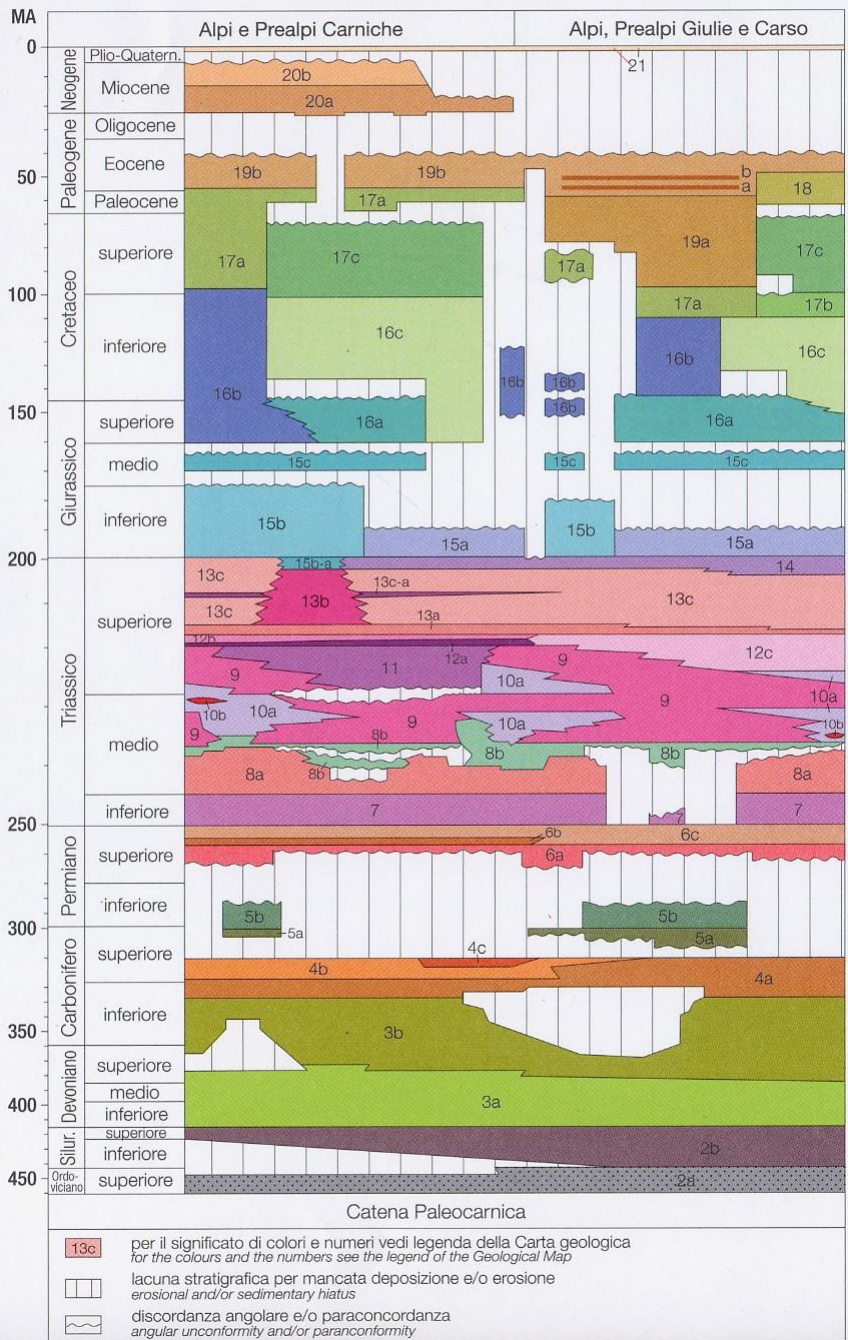 MA
Alpi e Prealpi Carniche
Alpi, Prealpi Giulie e Carso
0
Plio-Quatern.
21
Neogene
Miocene
20b
20a
Oligocene
Paleogene
Eocene
19b
19b
b
a
18
50
Paleocene
17a
19a
superiore
17a
17c
17a
17c
100
17a
17b
Cretaceo
inferiore
16c
16b
16c
16b
16b
16b
16b
150
superiore
16a
16a
Giurassico
medio
15c
15c
15c
inferiore
15b
15a
15b
15a
200
15b-a
14
13c
13c-a
13b
13c
13c
13a
superiore
12b
12a
12c
9
11
9
10a
9
10a
Triassico
10b
10a
9
10a
10b
medio
9
8b
8b
8b
8a
8b
8a
inferiore
7
7
7
250
6b
6c
superiore
6a
Permiano
inferiore
5b
5b
300
5a
5a
superiore
4c
4b
4a
Carbonifero
inferiore
3b
350
superiore
Devoniano
medio
3a
400
inferiore
Silur.
superiore
inferiore
2b
450
Ordo-
viciano
superiore
2a
Catena Paleocarnica
13c
per il significato di colori e numeri vedi legenda della Carta geologica
for the colours and the numbers see the legend of the Geological Map
lacuna stratigrafica per mancata deposizione e/o erosione
erosional and/or sedimentary hiatus
discordanza angolare e/o paraconcordanza
angular unconformity and/or paranconformity